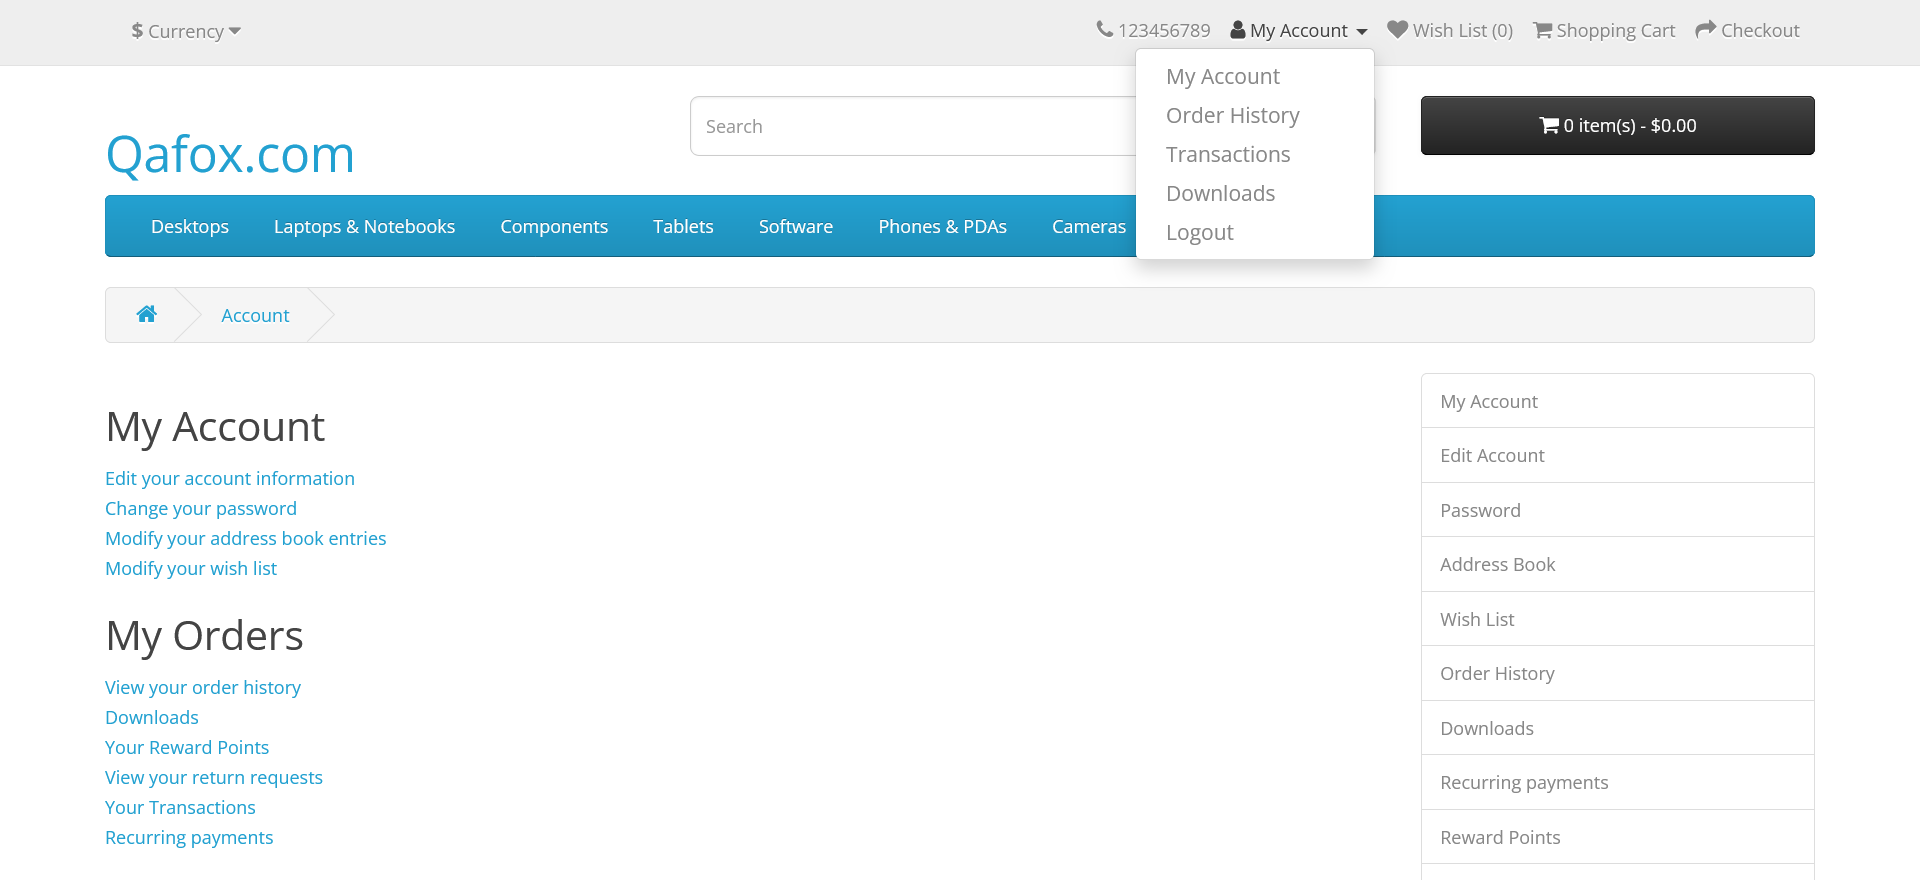 $ Currency
123456789 My Account Wish List (0) Shopping Cart Checkout
My Account
Order History
Transactions
Downloads
Logout
Qafox.com
Search
0 item(s) - $0.00
Desktops Laptops & Notebooks Components Tablets Software Phones & PDAs Cameras
Account
My Account
Edit your account information
Change your password
Modify your address book entries
Modify your wish list
My Orders
View your order history
Downloads
Your Reward Points
View your return requests
Your Transactions
Recurring payments
My Account
Edit Account
Password
Address Book
Wish List
Order History
Downloads
Recurring payments
Reward Points